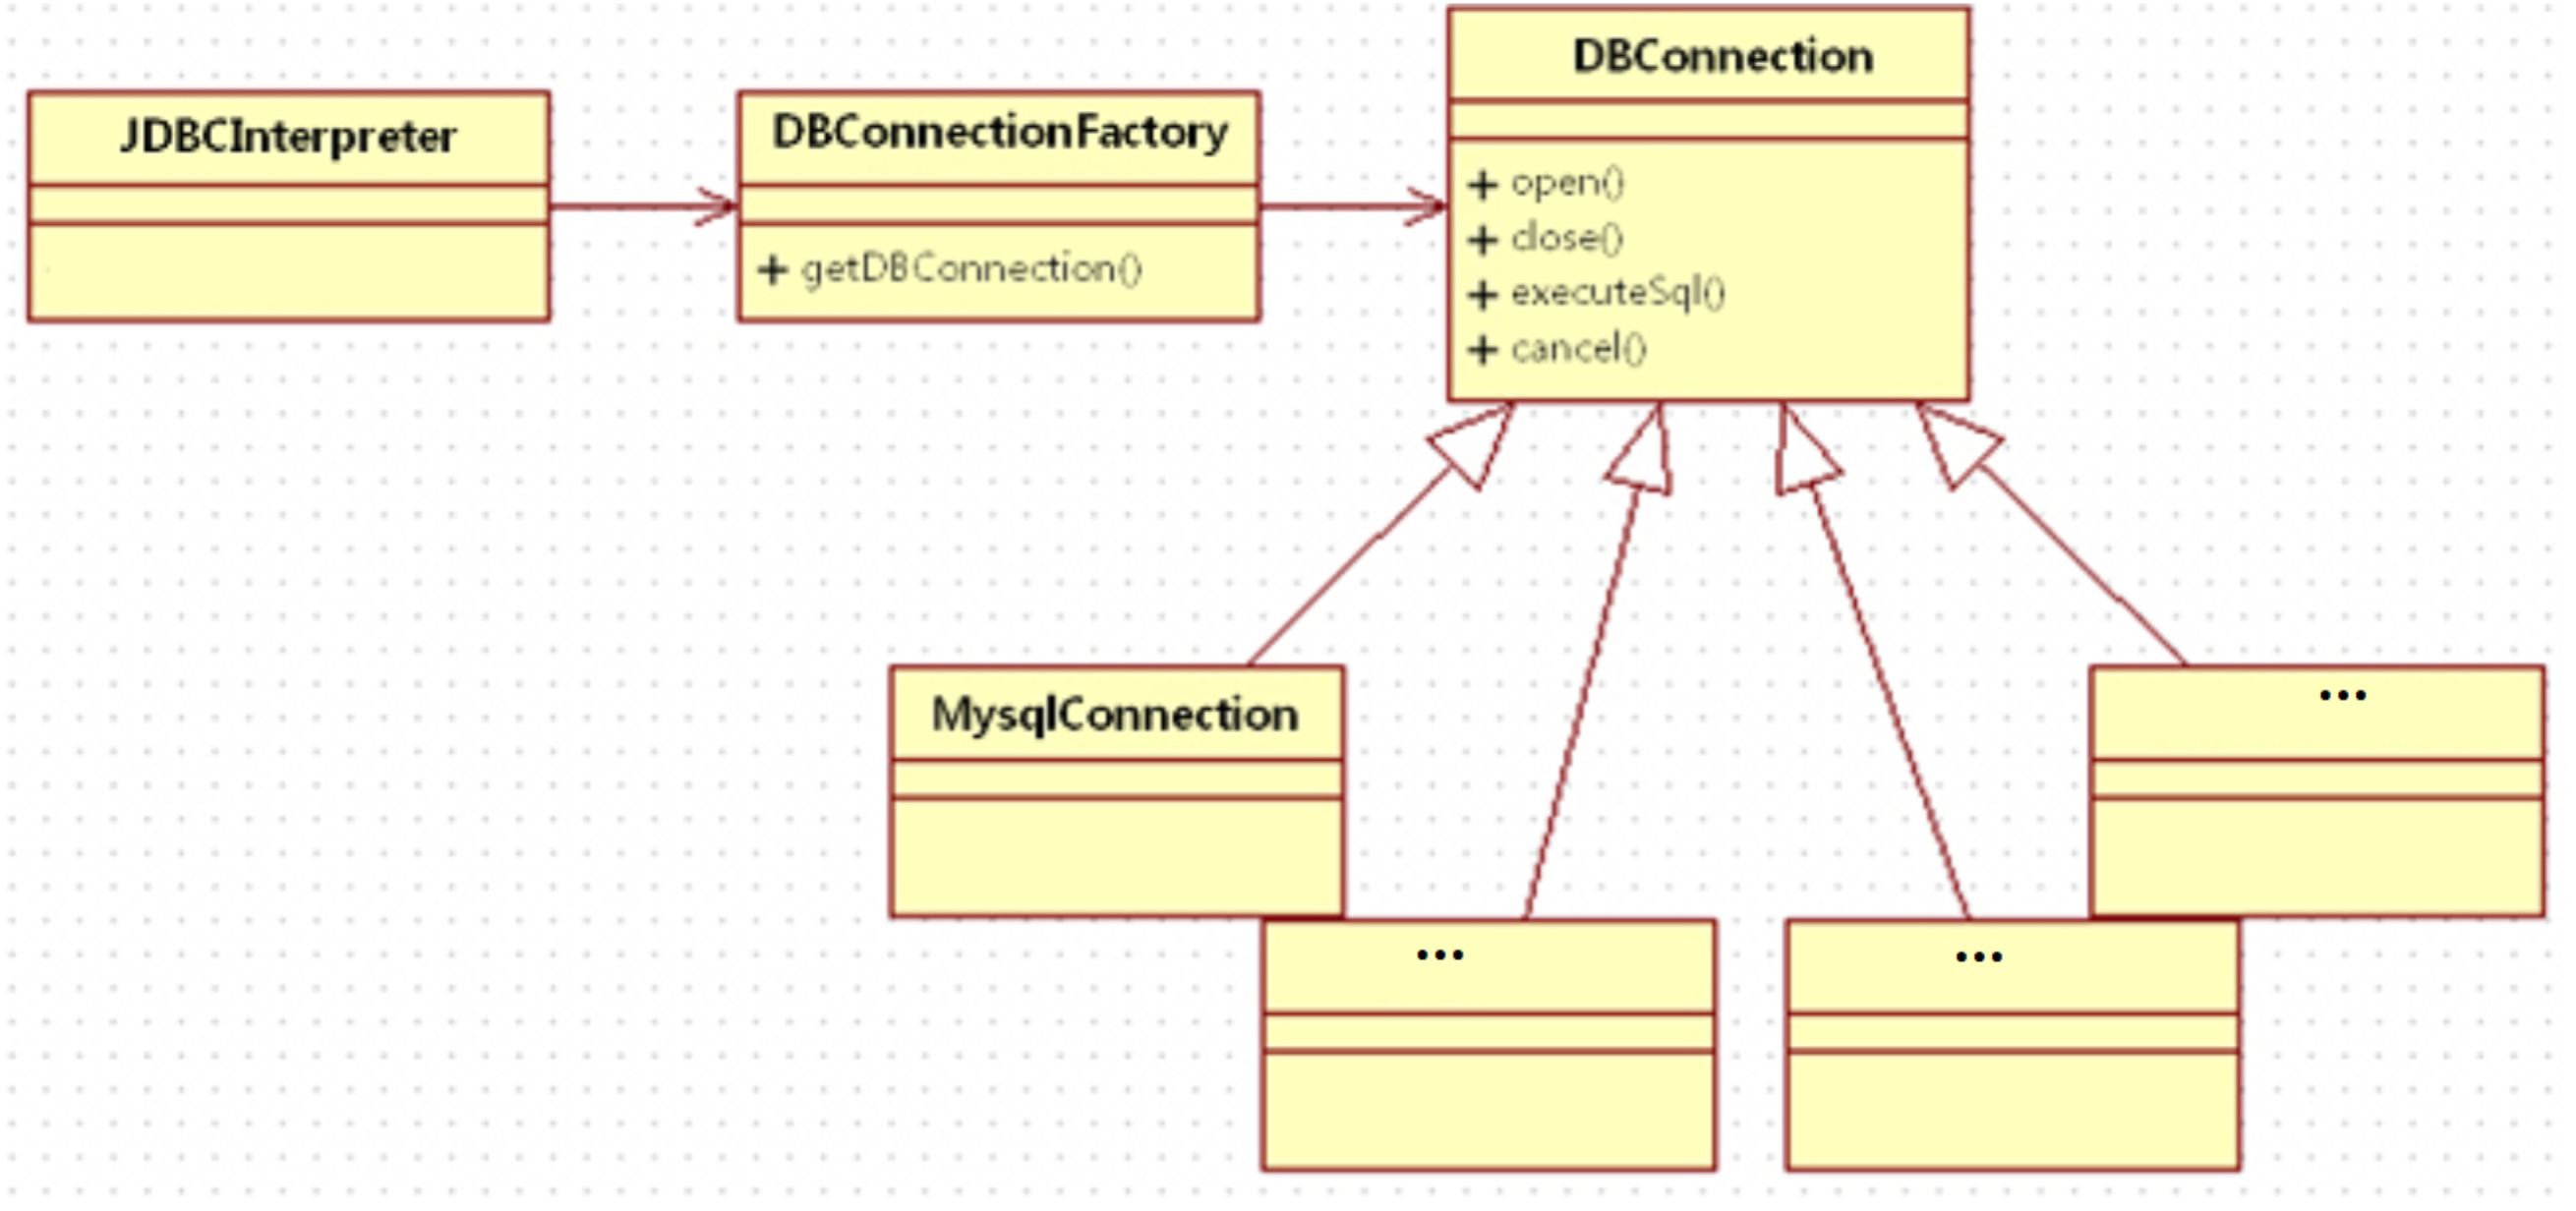 JDBCInterpreter
DBConnectionFactory
+ getDBConnection()
DBConnection
+ open()
+ close()
+ executeSql()
+ cancel()
MysqlConnection
...
...
...